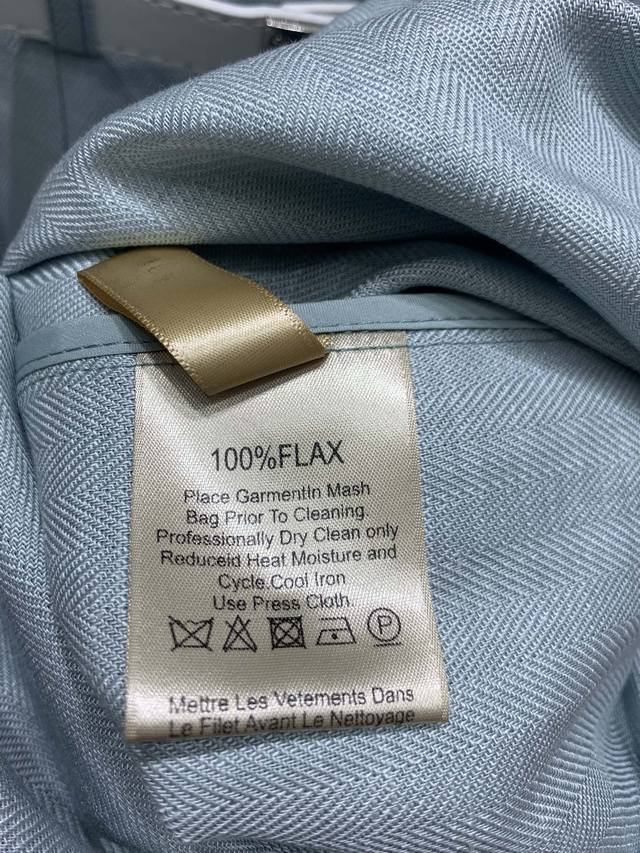 100%FLAX
Place GarmentIn Mash
Bag Prior To Cleaning
Professionally Dry Clean only
Reduceid Heat Moisture and
Cycle.Cool Iron
Use Press Cloth.
P
Mettre Les Vetements Dans
Le Filet Avant Le Nettoyage